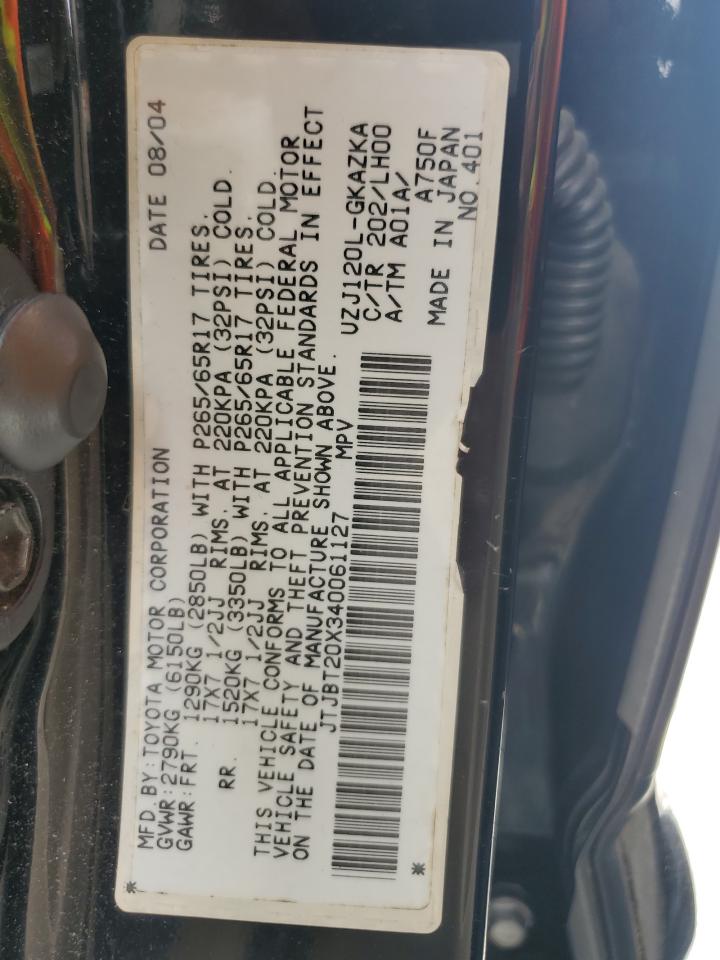 MFD. BY: TOYOTA MOTOR CORPORATION DATE 08/04
GVWR: 2790KG (6150LB)
GAWR: FRT. 1290KG (2850LB) WITH P265/65R17 TIRES.
17X7 1/2JJ RIMS. AT 220KPA (32PSI) COLD.
RR. 1520KG (3350LB) WITH P265/65R17 TIRES.
17X7 1/2JJ RIMS. AT 220KPA (32PSI) COLD.
THIS VEHICLE CONFORMS TO ALL APPLICABLE FEDERAL MOTOR
VEHICLE SAFETY AND THEFT PREVENTION STANDARDS IN EFFECT
ON THE DATE OF MANUFACTURE SHOWN ABOVE.
JTJBT20X340061127 MPV
UZJ120L-GKAZKA
C/TR 202/LH00
A/TM A01A/
A750F
MADE IN JAPAN
NO. 401